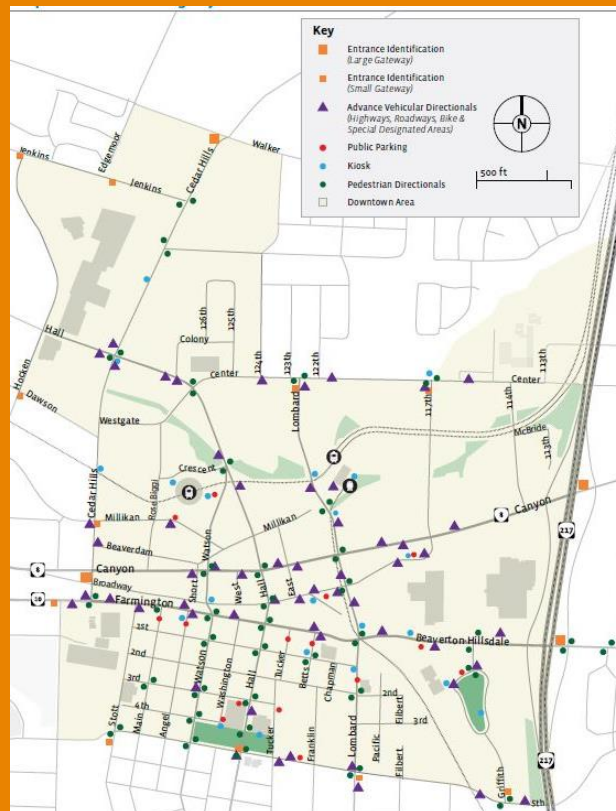 Key
Entrance Identification
(Large Gateway)
Entrance Identification
(Small Gateway)
Advance Vehicular Directionals
(Highways, Roadways, Bike &
Special Designated Areas)
Public Parking
Kiosk
Pedestrian Directionals
Downtown Area
N
500 ft
Jenkins
Edgemoor
Jenkins
Cedar Hills
Walker
Hall
Hocken
Dawson
Colony
126th
125th
Center
124th
123th
122th
Lombard
117th
Center
114th
113th
McBride
113th
Westgate
Crescent
Rose Biggi
Cedar Hills
Millikan
Millikan
Watson
Beaverdam
Canyon
8
217
8
Canyon
Broadway
10
Farmington
Short
West
Hall
East
Beaverton Hillsdale
1st
2nd
3rd
4th
Stott
Main
Angel
Watson
Washington
Hall
Tucker
Betts
Chapman
Tucker
Franklin
Lombard
2nd
3rd
Pacific
Filbert
Filbert
Griffith
217
5th